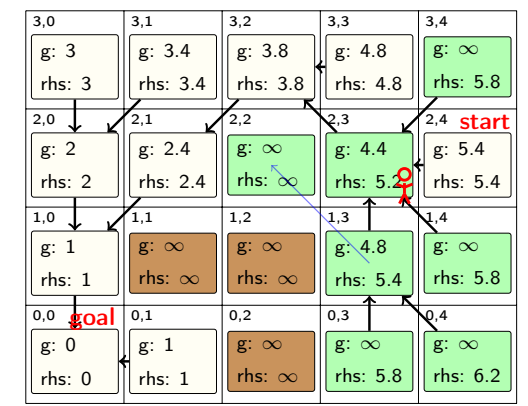 3,0 3,1 3,2 3,3 3,4
g: 3 g: 3.4 g: 3.8 g: 4.8 g: ∞
rhs: 3 rhs: 3.4 rhs: 3.8 rhs: 4.8 rhs: 5.8
2,0 2,1 2,2 2,3 2,4 start
g: 2 g: 2.4 g: ∞ g: 4.4 g: 5.4
rhs: 2 rhs: 2.4 rhs: ∞ rhs: 5.2 rhs: 5.4
1,0 1,1 1,2 1,3 1,4
g: 1 g: ∞ g: ∞ g: 4.8 g: ∞
rhs: 1 rhs: ∞ rhs: ∞ rhs: 5.4 rhs: 5.8
0,0 goal 0,1 0,2 0,3 0,4
g: 0 g: 1 g: ∞ g: ∞ g: ∞
rhs: 0 rhs: 1 rhs: ∞ rhs: 5.8 rhs: 6.2